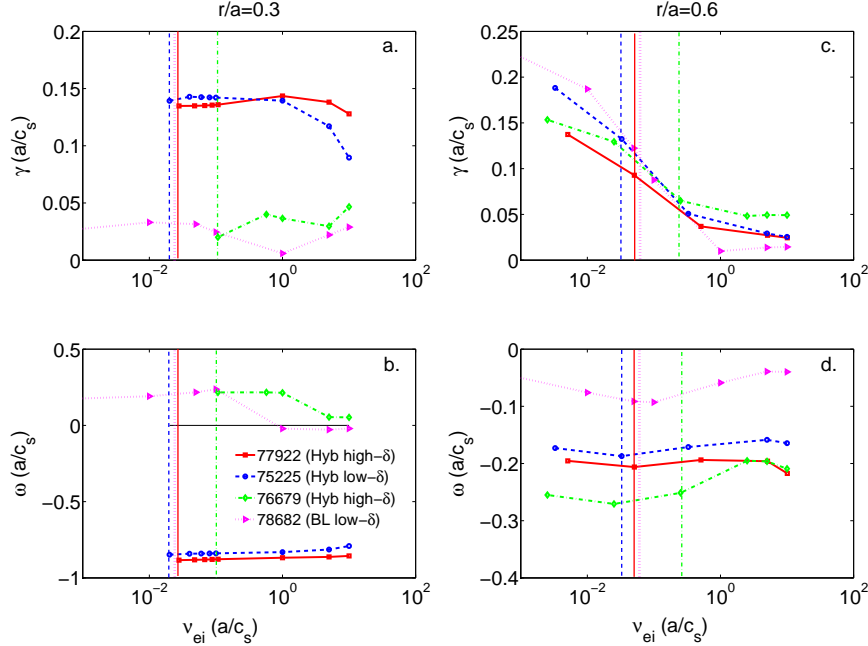 r/a=0.3
r/a=0.6
a.
0.2
0.15
0.1
0.05
0
γ (a/c_s)
10^−2 10^0 10^2
c.
0.25
0.2
0.15
0.1
0.05
0
γ (a/c_s)
10^−2 10^0 10^2
b.
0.5
0
−0.5
−1
ω (a/c_s)
77922 (Hyb high−δ)
75225 (Hyb low−δ)
76679 (Hyb high−δ)
78682 (BL low−δ)
10^−2 10^0 10^2
ν_ei (a/c_s)
d.
0
−0.1
−0.2
−0.3
−0.4
ω (a/c_s)
10^−2 10^0 10^2
ν_ei (a/c_s)